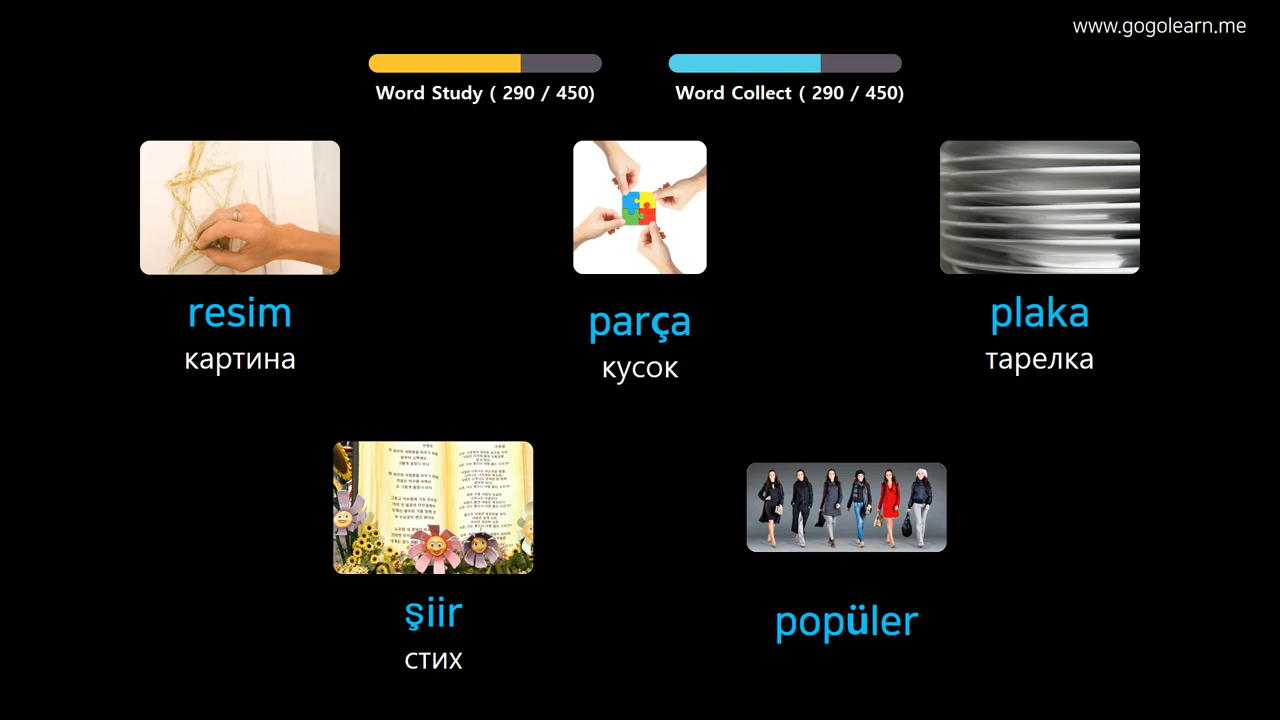 www.gogolearn.me
Word Study ( 290 / 450)
Word Collect ( 290 / 450)
resim
картина
parça
кусок
plaka
тарелка
şiir
стих
popüler